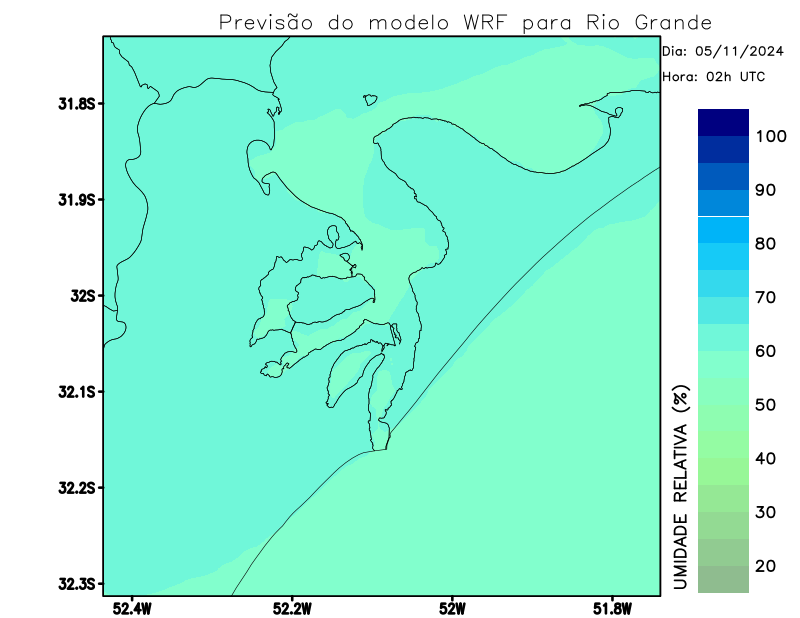 Previsão do modelo WRF para Rio Grande
Dia: 05/11/2024
Hora: 02h UTC
31.8S
31.9S
32S
32.1S
32.2S
32.3S
52.4W
52.2W
52W
51.8W
100
90
80
70
60
50
40
30
20
UMIDADE RELATIVA (%)